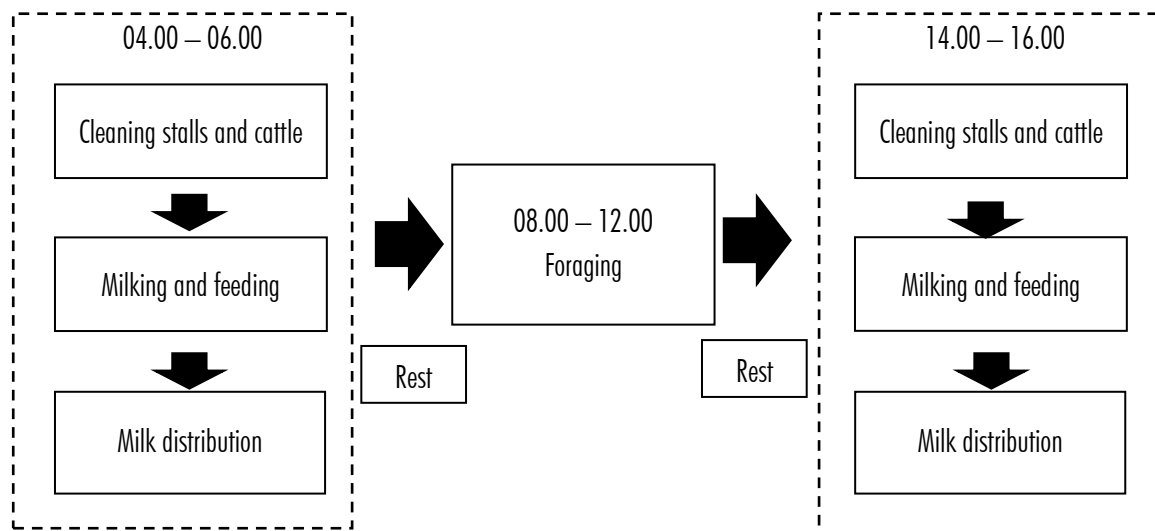 04.00 – 06.00
Cleaning stalls and cattle
Milking and feeding
Milk distribution
Rest
08.00 – 12.00
Foraging
Rest
14.00 – 16.00
Cleaning stalls and cattle
Milking and feeding
Milk distribution